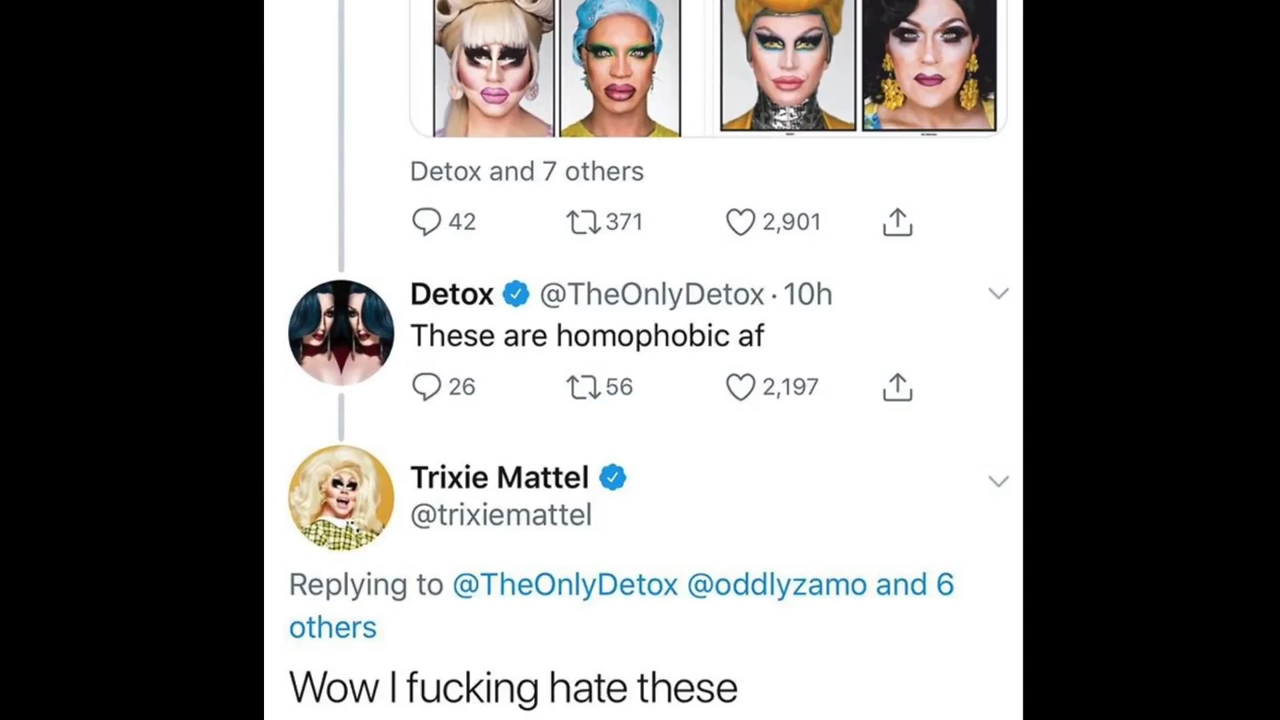 Detox and 7 others
42 371 2,901
Detox @TheOnlyDetox · 10h
These are homophobic af
26 56 2,197
Trixie Mattel
@trixiemattel
Replying to @TheOnlyDetox @oddlyzamo and 6
others
Wow I fucking hate these